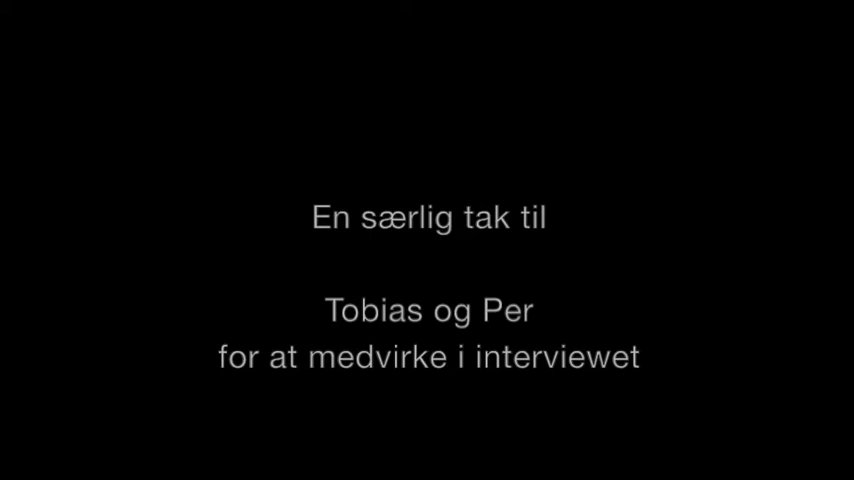 En særlig tak til
Tobias og Per
for at medvirke i interviewet